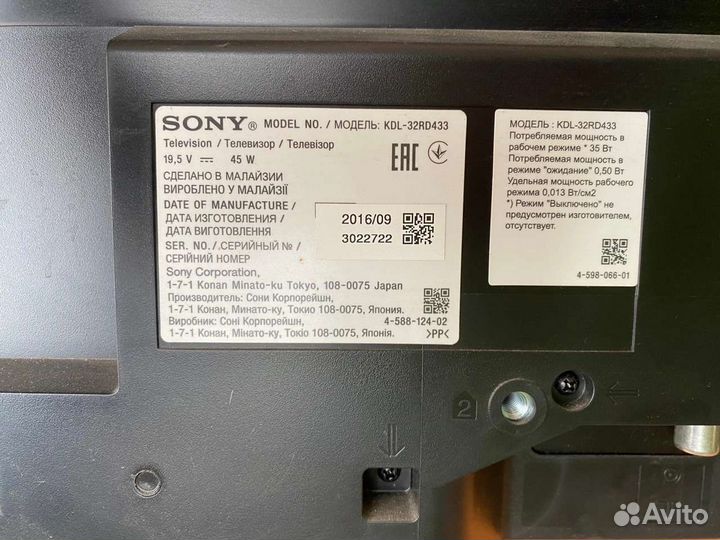 SONY® MODEL NO. / МОДЕЛЬ: KDL-32RD433
Television / Телевизор / Телевізор
19,5 V ⎓ 45 W
EAC
СДЕЛАНО В МАЛАЙЗИИ
ВИРОБЛЕНО У МАЛАЙЗІЇ
DATE OF MANUFACTURE /
ДАТА ИЗГОТОВЛЕНИЯ /
ДАТА ВИГОТОВЛЕННЯ
SER. NO. / СЕРИЙНЫЙ № /
СЕРІЙНИЙ НОМЕР
2016/09
3022722
Sony Corporation,
1-7-1 Konan Minato-ku Tokyo, 108-0075 Japan
Производитель: Сони Корпорейшн,
1-7-1 Конан, Минато-ку, Токио 108-0075, Япония.
Виробник: Соні Корпорейшн, 4-588-124-02
1-7-1 Конан, Мінато-ку, Токіо 108-0075, Японія. >PP<
МОДЕЛЬ : KDL-32RD433
Потребляемая мощность в
рабочем режиме * 35 Вт
Потребляемая мощность в
режиме "ожидание" 0,50 Вт
Удельная мощность рабочего
режима 0,013 Вт/см2
*) Режим "Выключено" не
предусмотрен изготовителем,
отсутствует.
4-598-066-01
2
Avito